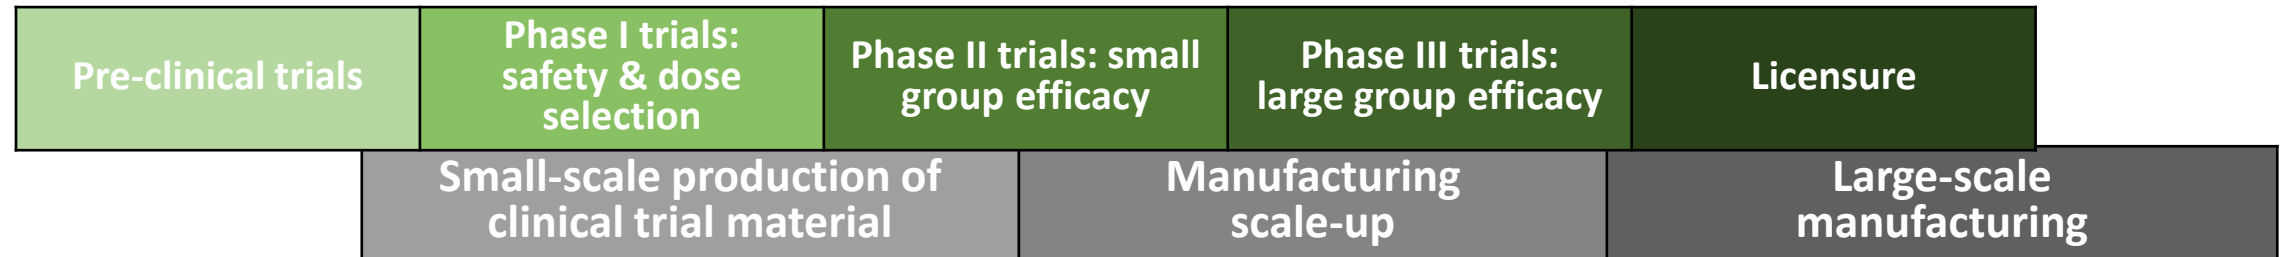 Pre-clinical trials
Phase I trials:
safety & dose
selection
Phase II trials: small
group efficacy
Phase III trials:
large group efficacy
Licensure
Small-scale production of
clinical trial material
Manufacturing
scale-up
Large-scale
manufacturing